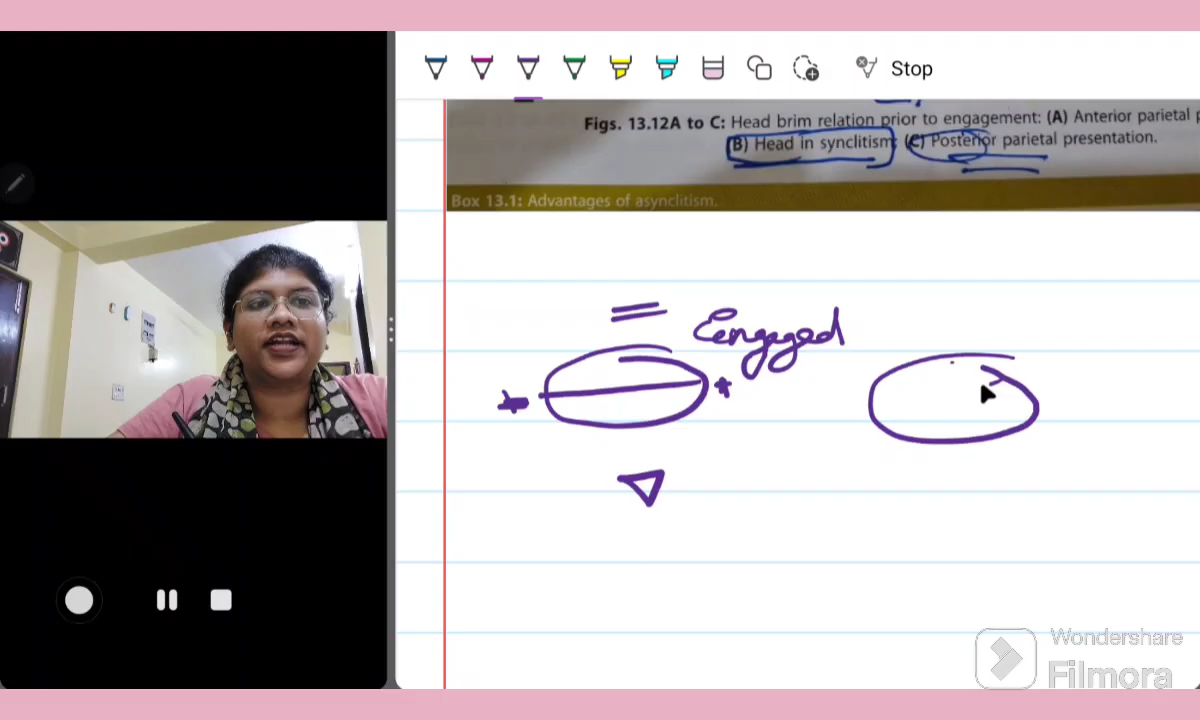 Stop
Figs. 13.12A to C: Head brim relation prior to engagement: (A) Anterior parietal p
(B) Head in synclitism; (C) Posterior parietal presentation.
Box 13.1: Advantages of asynclitism.
Eengaged
Wondershare
Filmora